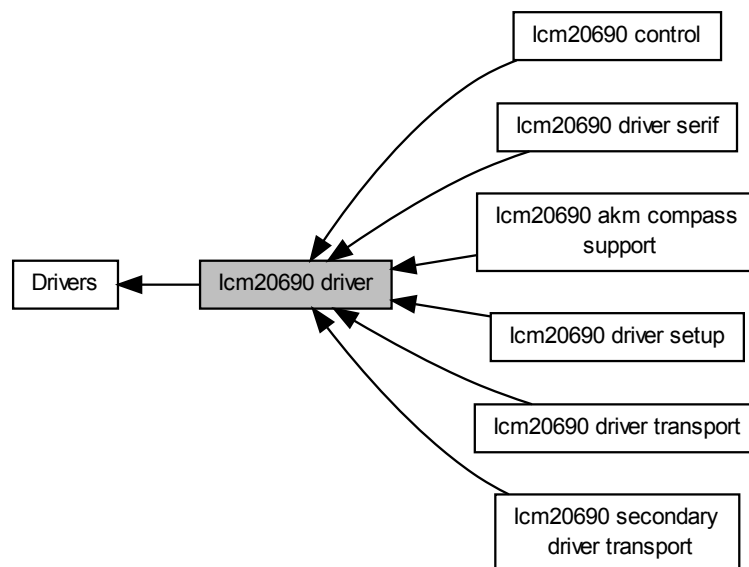 Icm20690 control
Icm20690 driver serif
Icm20690 akm compass
support
Drivers
Icm20690 driver
Icm20690 driver setup
Icm20690 driver transport
Icm20690 secondary
driver transport